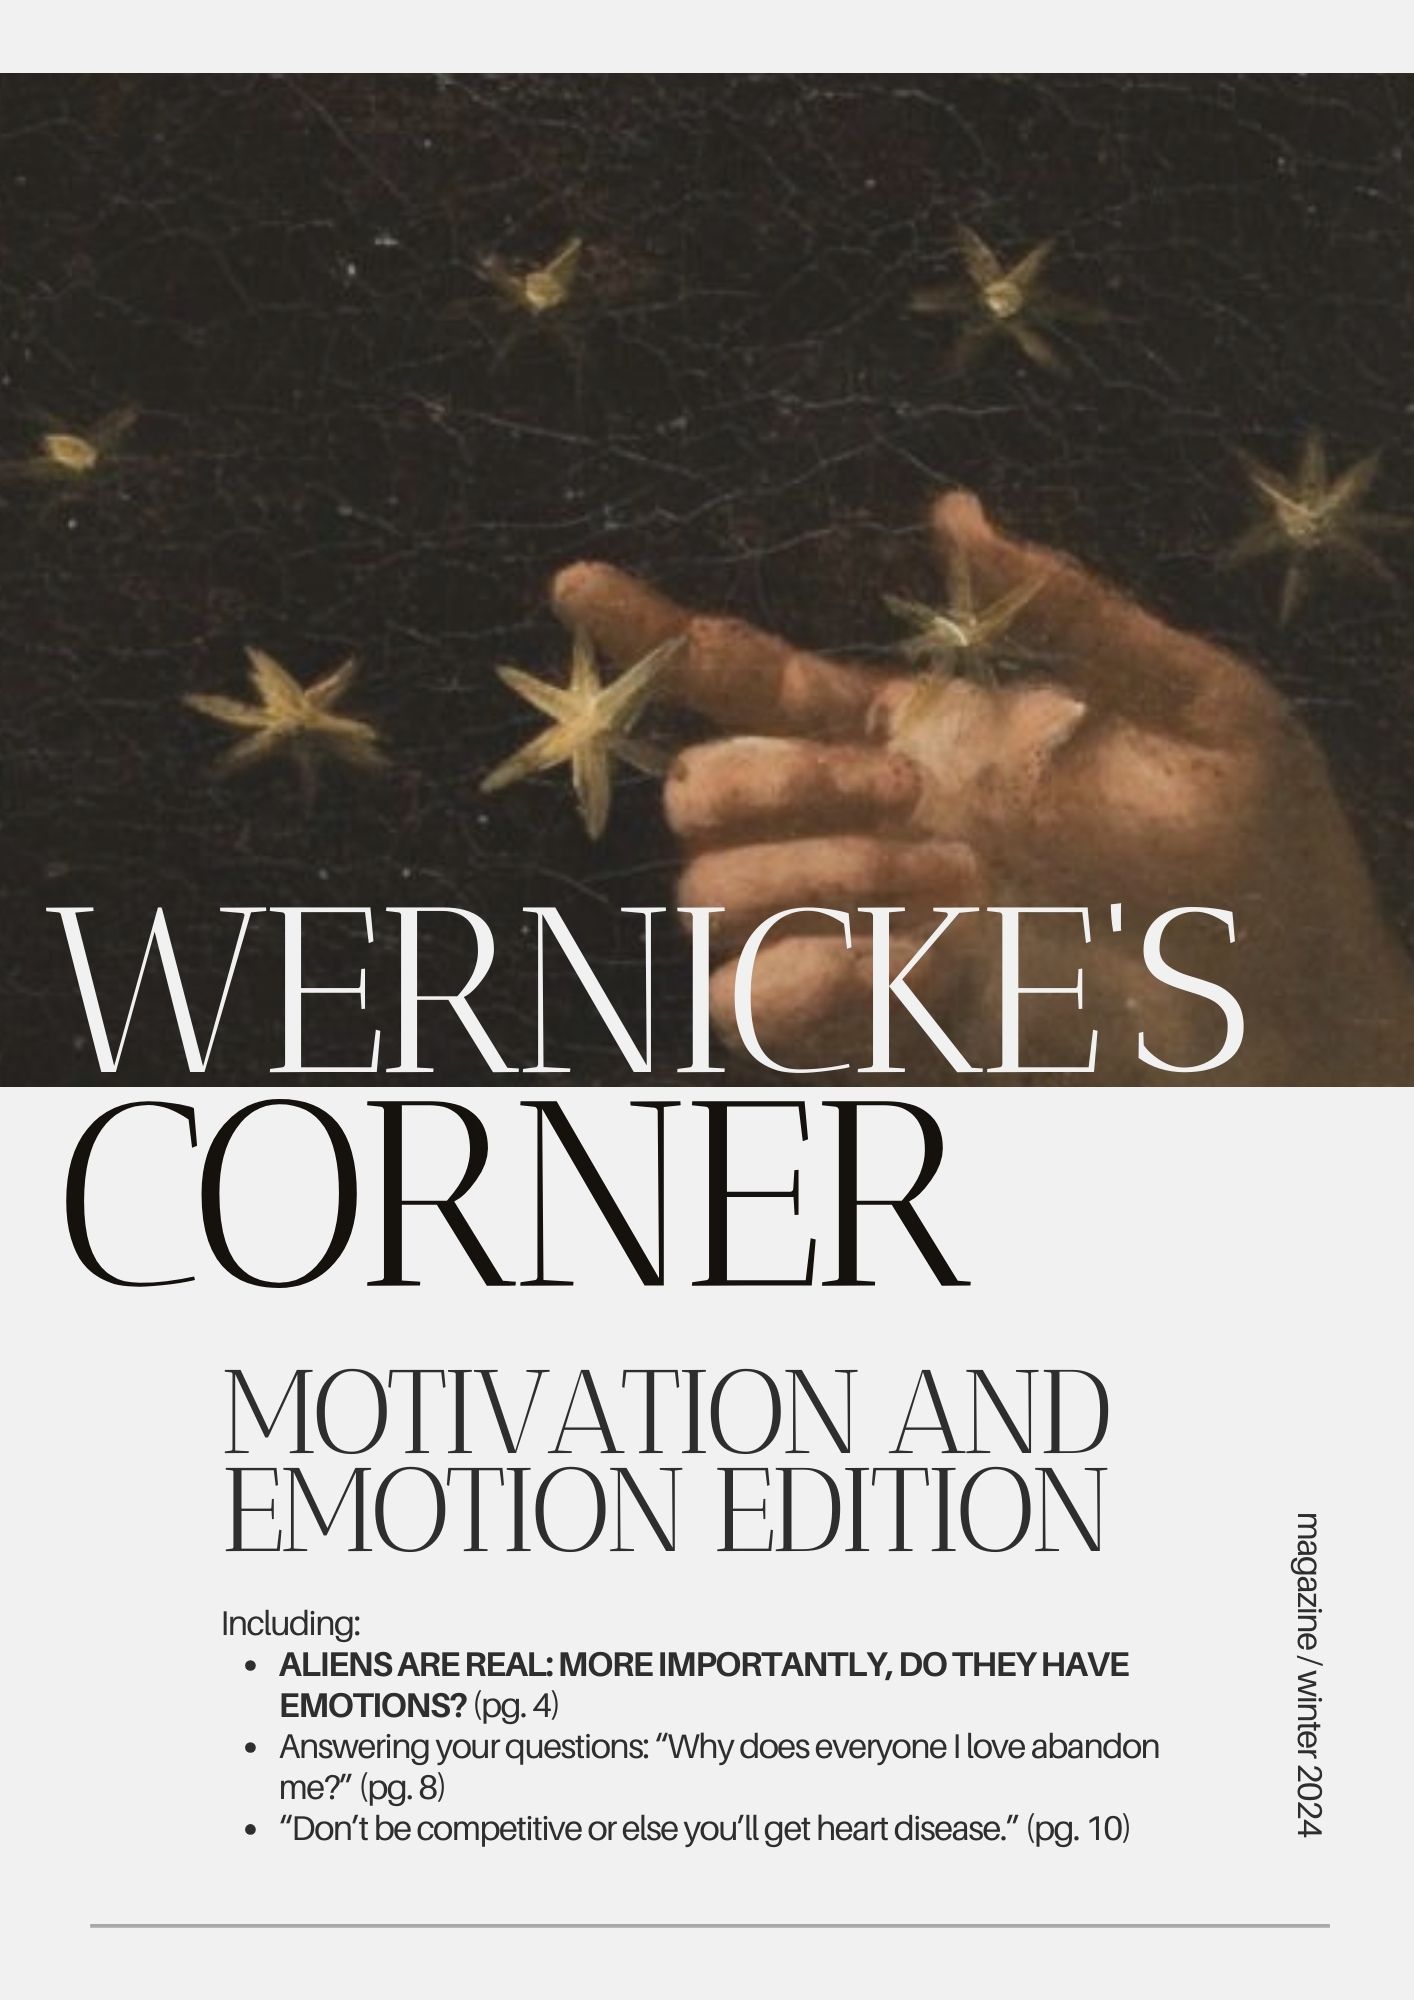 WERNICKE'S
CORNER
MOTIVATION AND
EMOTION EDITION
Including:
• ALIENS ARE REAL: MORE IMPORTANTLY, DO THEY HAVE
EMOTIONS? (pg. 4)
• Answering your questions: “Why does everyone I love abandon
me?” (pg. 8)
• “Don’t be competitive or else you’ll get heart disease.” (pg. 10)
magazine / winter 2024